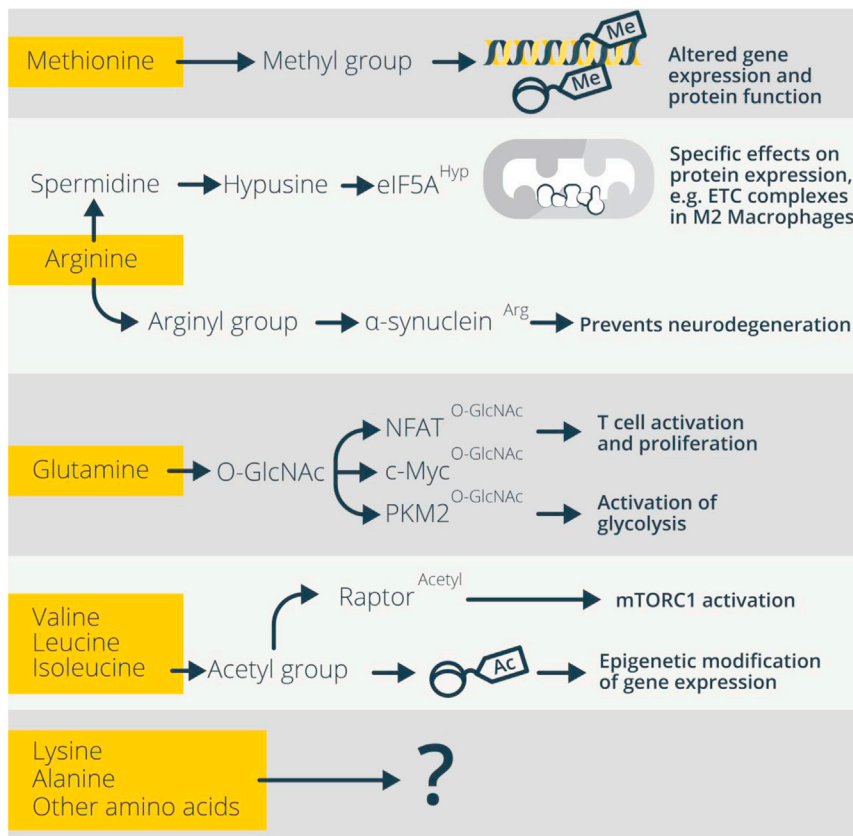 Methionine
Methyl group
Me
Me
Altered gene
expression and
protein function
Spermidine
Hypusine
eIF5A Hyp
Specific effects on
protein expression,
e.g. ETC complexes
in M2 Macrophages
Arginine
Arginyl group
α-synuclein Arg
Prevents neurodegeneration
Glutamine
O-GlcNAc
NFAT O-GlcNAc
T cell activation
and proliferation
c-Myc O-GlcNAc
PKM2 O-GlcNAc
Activation of
glycolysis
Valine
Leucine
Isoleucine
Raptor Acetyl
mTORC1 activation
Acetyl group
Ac
Epigenetic modification
of gene expression
Lysine
Alanine
Other amino acids
?